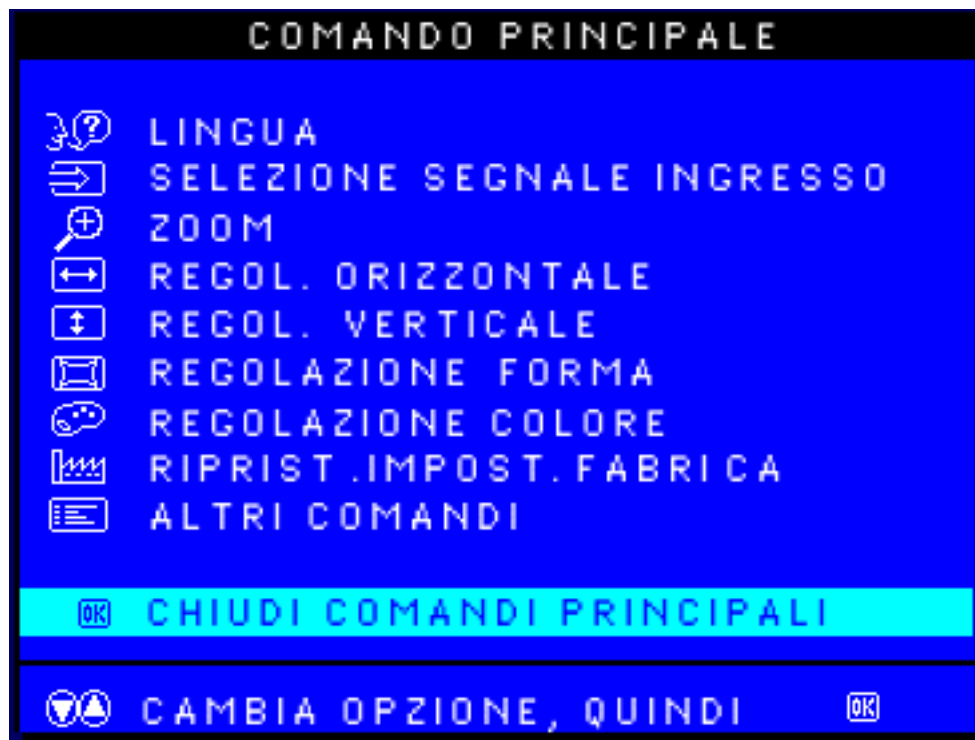 COMANDO PRINCIPALE
LINGUA
SELEZIONE SEGNALE INGRESSO
ZOOM
REGOL. ORIZZONTALE
REGOL. VERTICALE
REGOLAZIONE FORMA
REGOLAZIONE COLORE
RIPRIST.IMPOST.FABRICA
ALTRI COMANDI
OK CHIUDI COMANDI PRINCIPALI
CAMBIA OPZIONE, QUINDI OK